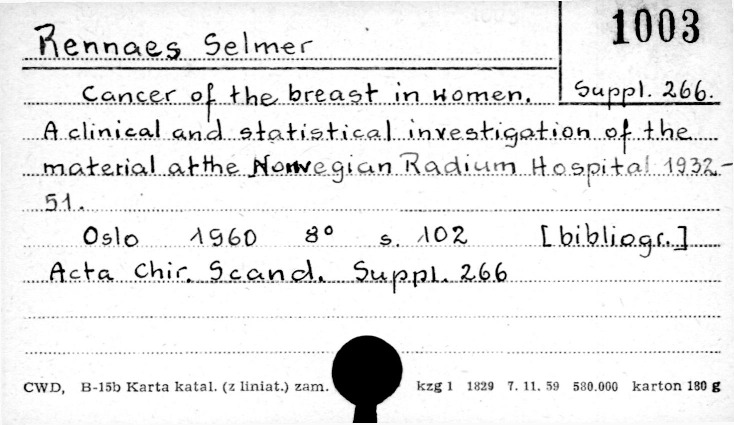 1003
Rennaes Selmer
Cancer of the breast in women.
Suppl. 266.
A clinical and statistical investigation of the
material at the Norwegian Radium Hospital 1932-
51.
Oslo 1960 8° s. 102 [bibliogr.]
Acta Chir. Scand. Suppl. 266
CWD, B-15b Karta katal. (z liniat.) zam. kzg 1 1829 7. 11. 59 580.000 karton 180 g